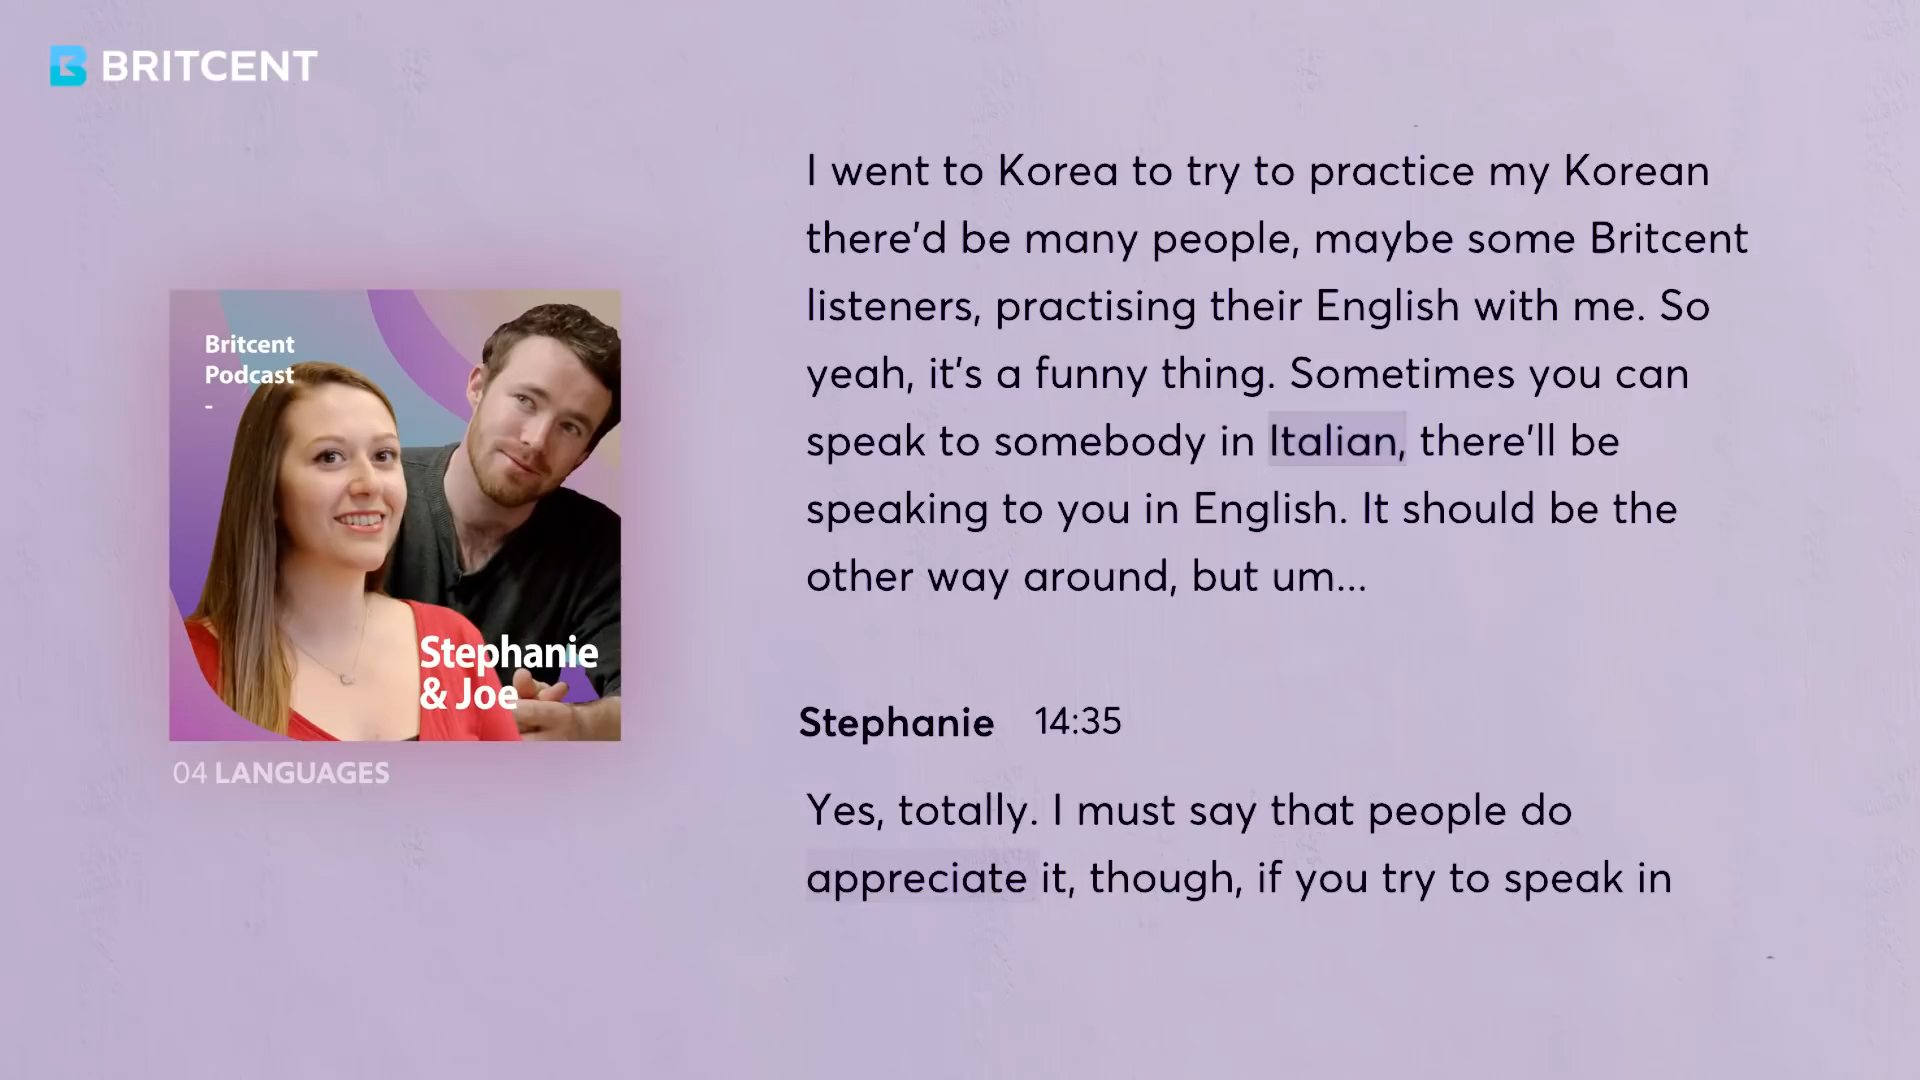 BRITCENT
Britcent
Podcast
-
Stephanie
& Joe
04 LANGUAGES
I went to Korea to try to practice my Korean
there'd be many people, maybe some Britcent
listeners, practising their English with me. So
yeah, it's a funny thing. Sometimes you can
speak to somebody in Italian, there'll be
speaking to you in English. It should be the
other way around, but um...
Stephanie 14:35
Yes, totally. I must say that people do
appreciate it, though, if you try to speak in